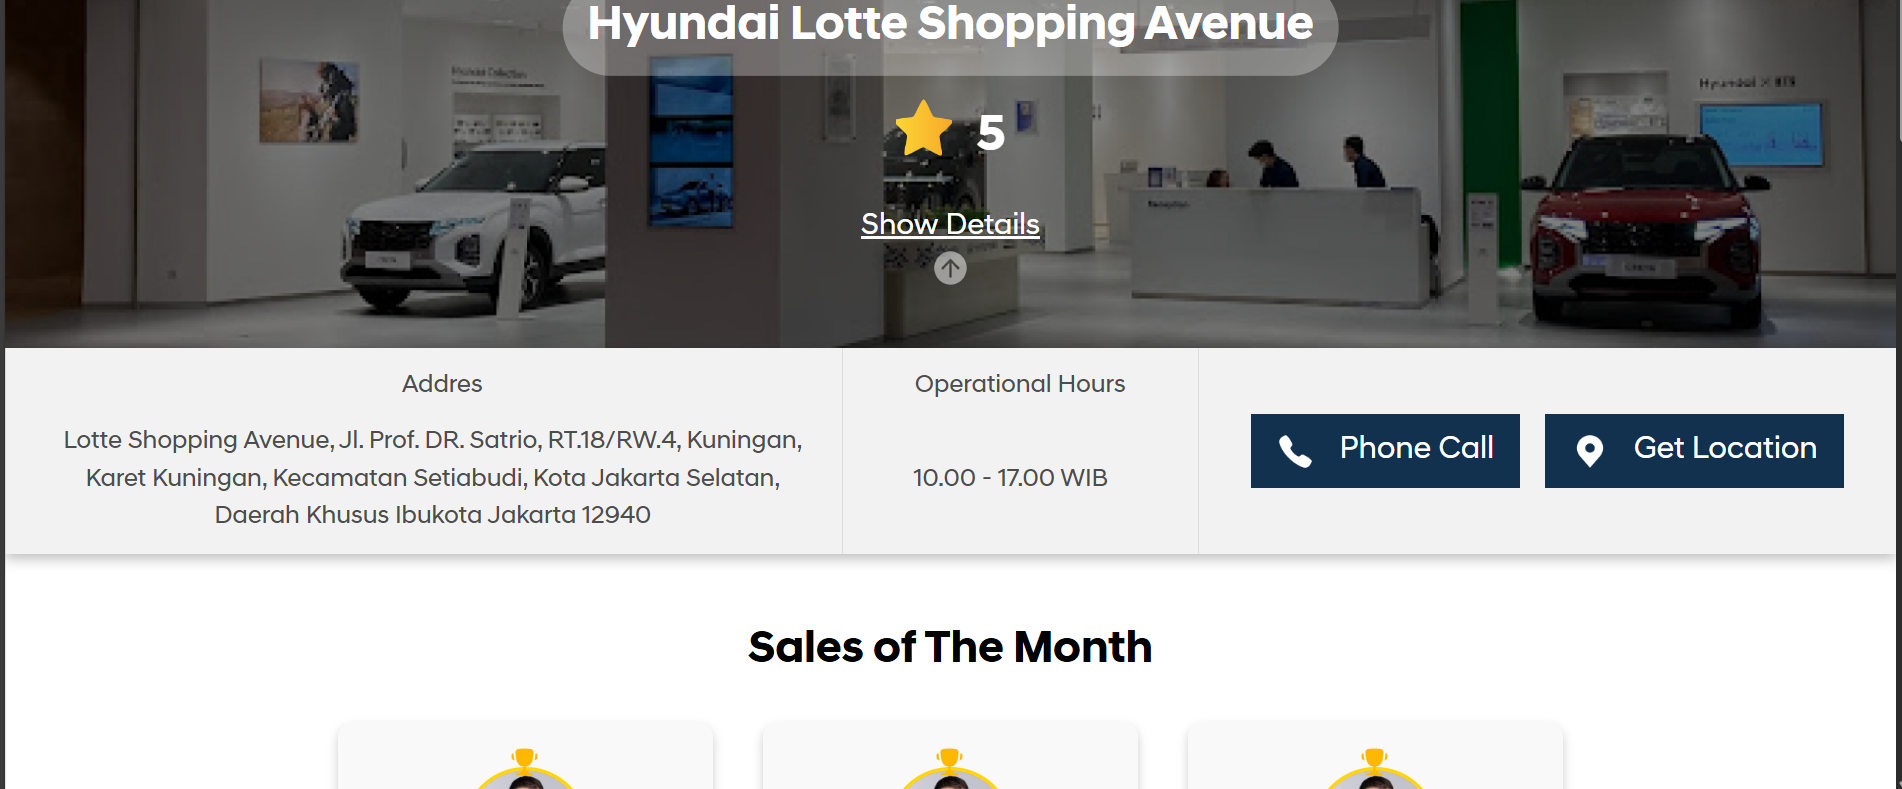 Hyundai Lotte Shopping Avenue
5
Show Details
Reception
Addres
Lotte Shopping Avenue, Jl. Prof. DR. Satrio, RT.18/RW.4, Kuningan,
Karet Kuningan, Kecamatan Setiabudi, Kota Jakarta Selatan,
Daerah Khusus Ibukota Jakarta 12940
Operational Hours
10.00 - 17.00 WIB
Phone Call
Get Location
Sales of The Month